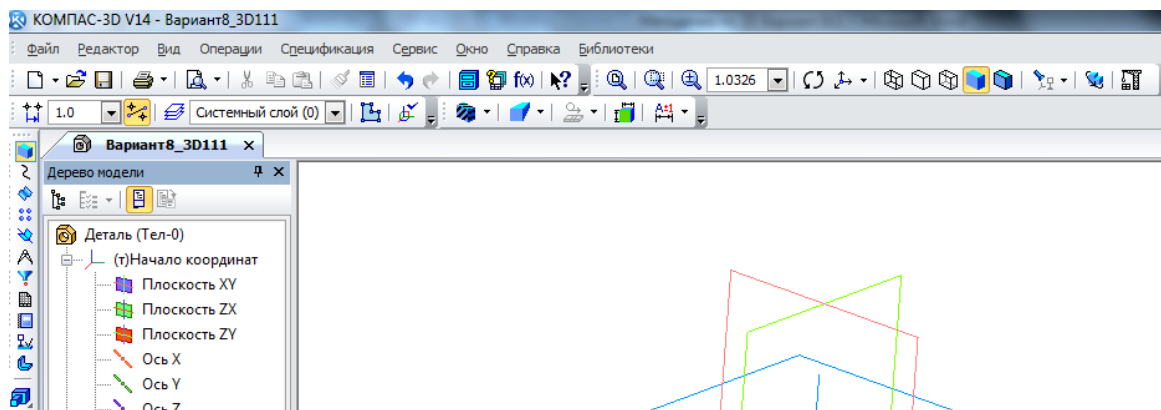 КОМПАС-3D V14 - Вариант8_3D111
Файл Редактор Вид Операции Спецификация Сервис Окно Справка Библиотеки
f(x) 1.0326
1.0 Системный слой (0)
Вариант8_3D111
Дерево модели
Деталь (Тел-0)
(т)Начало координат
Плоскость XY
Плоскость ZX
Плоскость ZY
Ось X
Ось Y
Ось Z